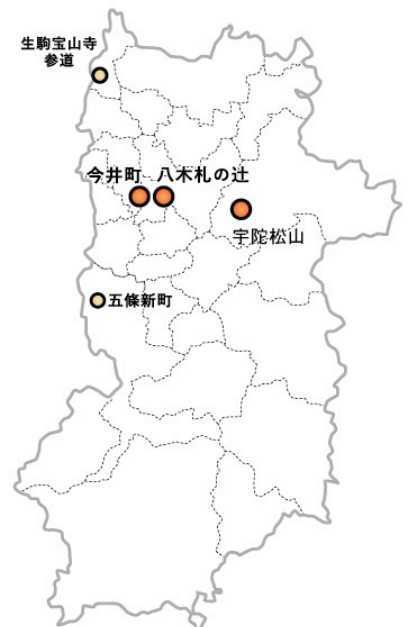 生駒宝山寺
参道
今井町 八木札の辻
宇陀松山
五條新町